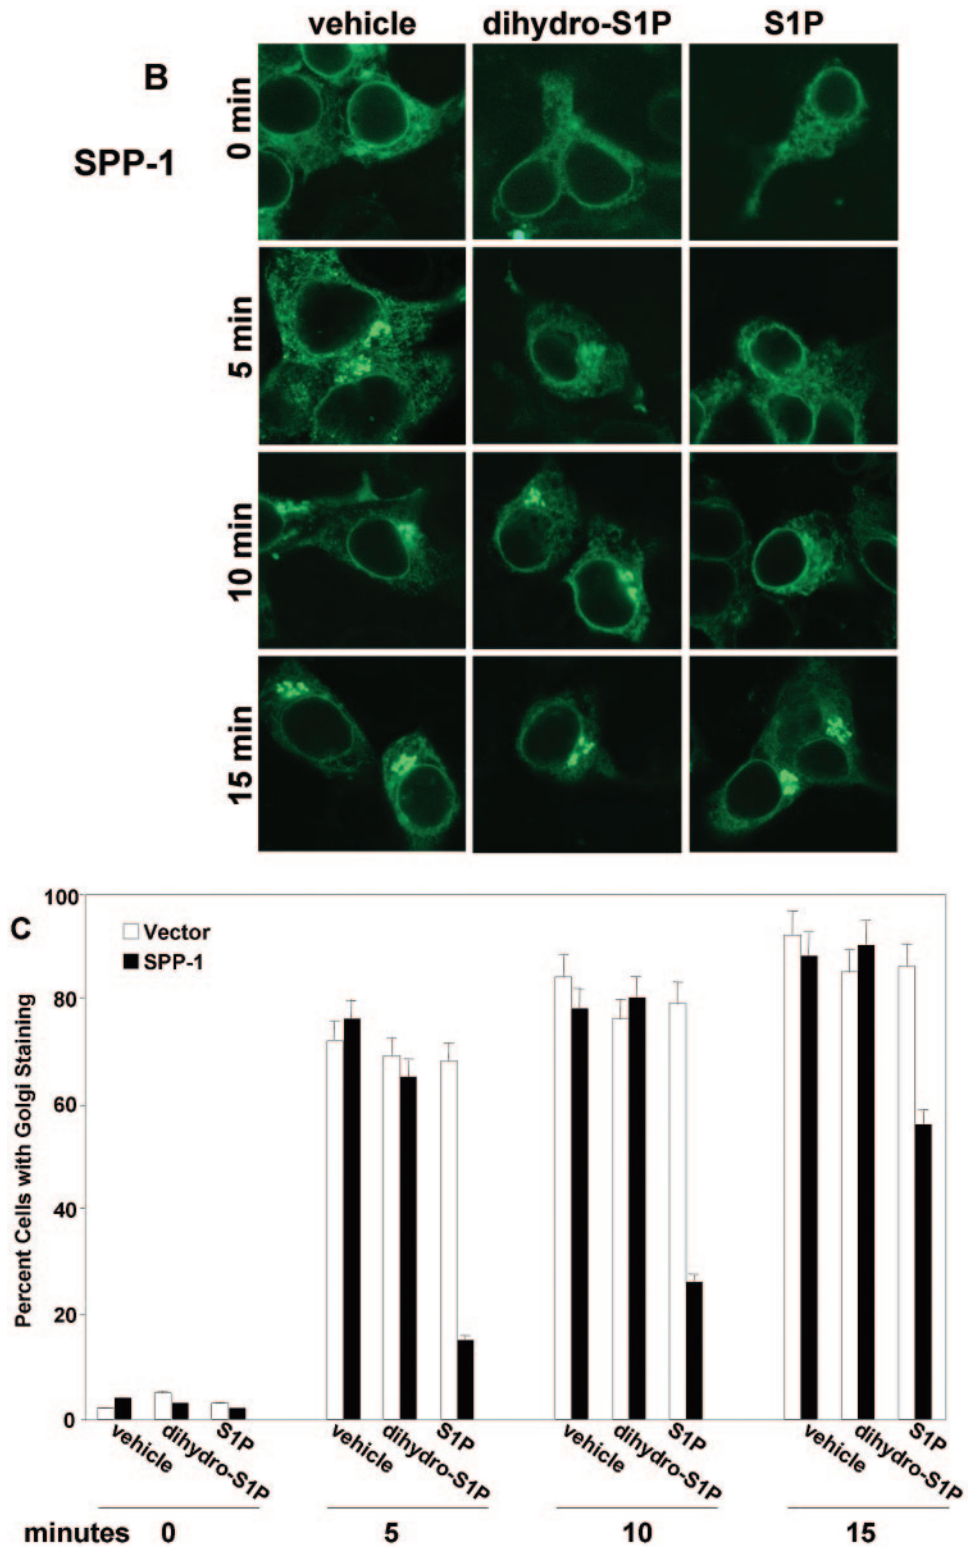 vehicle dihydro-S1P S1P
B
SPP-1
0 min
5 min
10 min
15 min
C
Vector
SPP-1
Percent Cells with Golgi Staining
100
80
60
40
20
0
vehicle dihydro-S1P S1P vehicle dihydro-S1P S1P vehicle dihydro-S1P S1P vehicle dihydro-S1P S1P
minutes 0 5 10 15